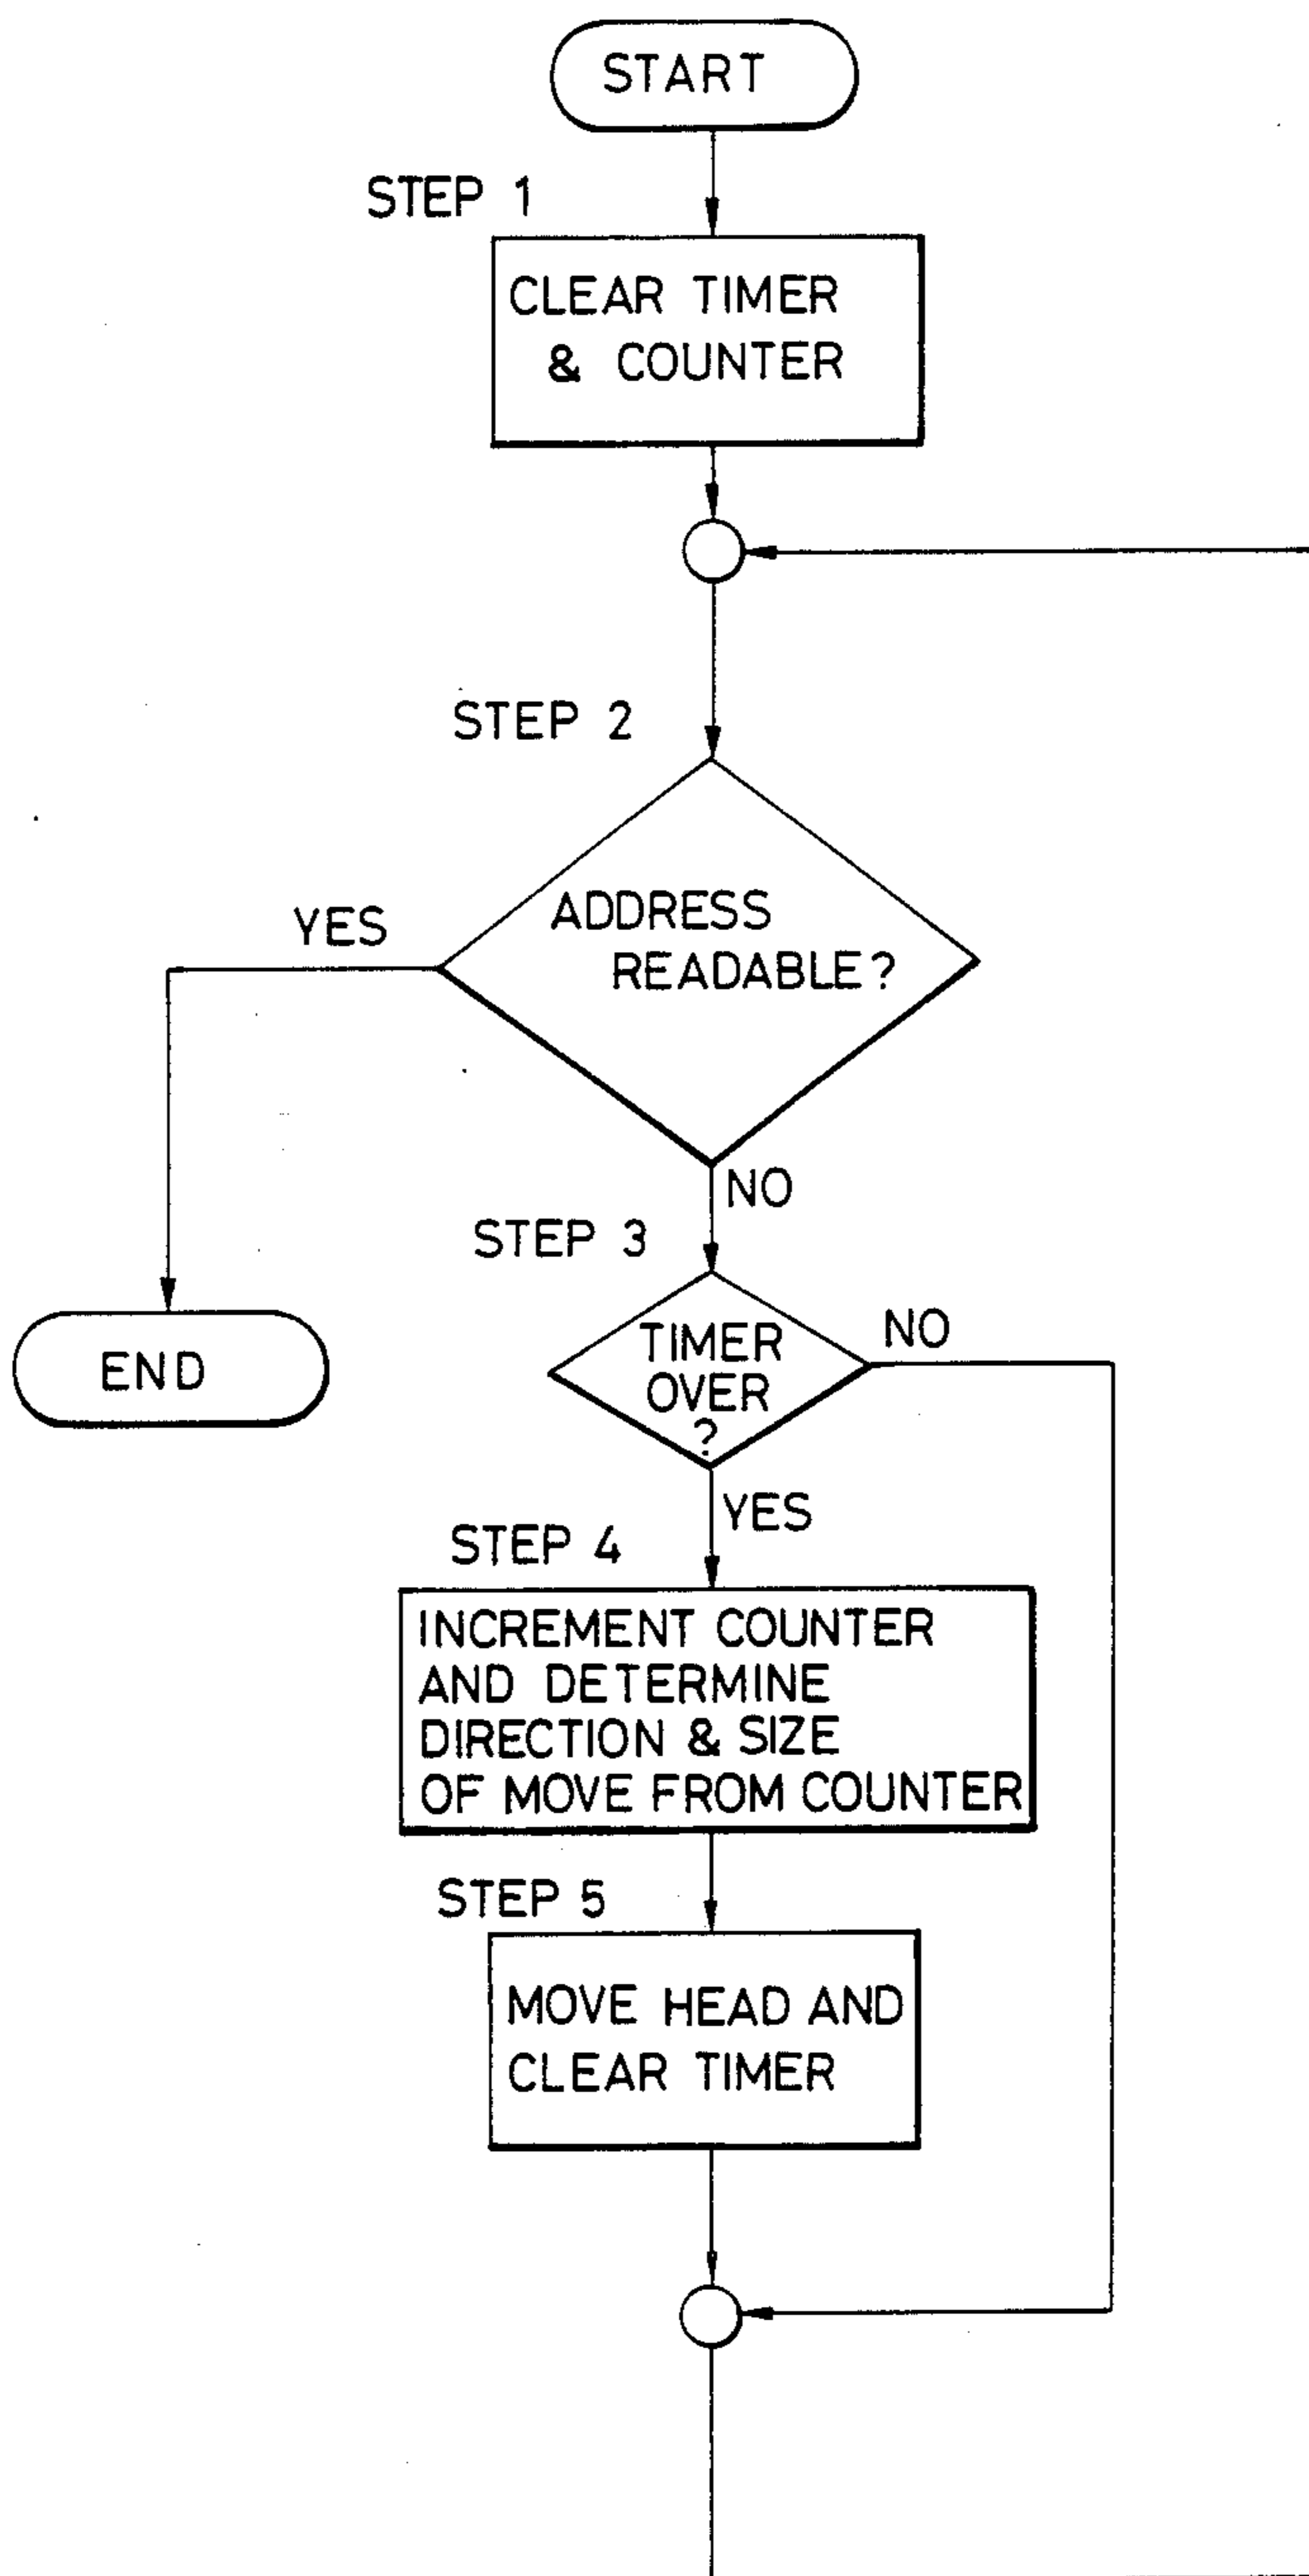 START
STEP 1
CLEAR TIMER
& COUNTER
STEP 2
ADDRESS
READABLE?
YES
NO
STEP 3
TIMER
OVER
?
NO
END
YES
STEP 4
INCREMENT COUNTER
AND DETERMINE
DIRECTION & SIZE
OF MOVE FROM COUNTER
STEP 5
MOVE HEAD AND
CLEAR TIMER